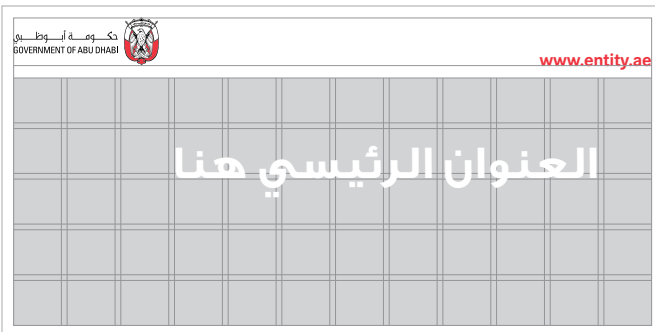 حكومة أبوظبي
GOVERNMENT OF ABU DHABI
www.entity.ae
العنوان الرئيسي هنا